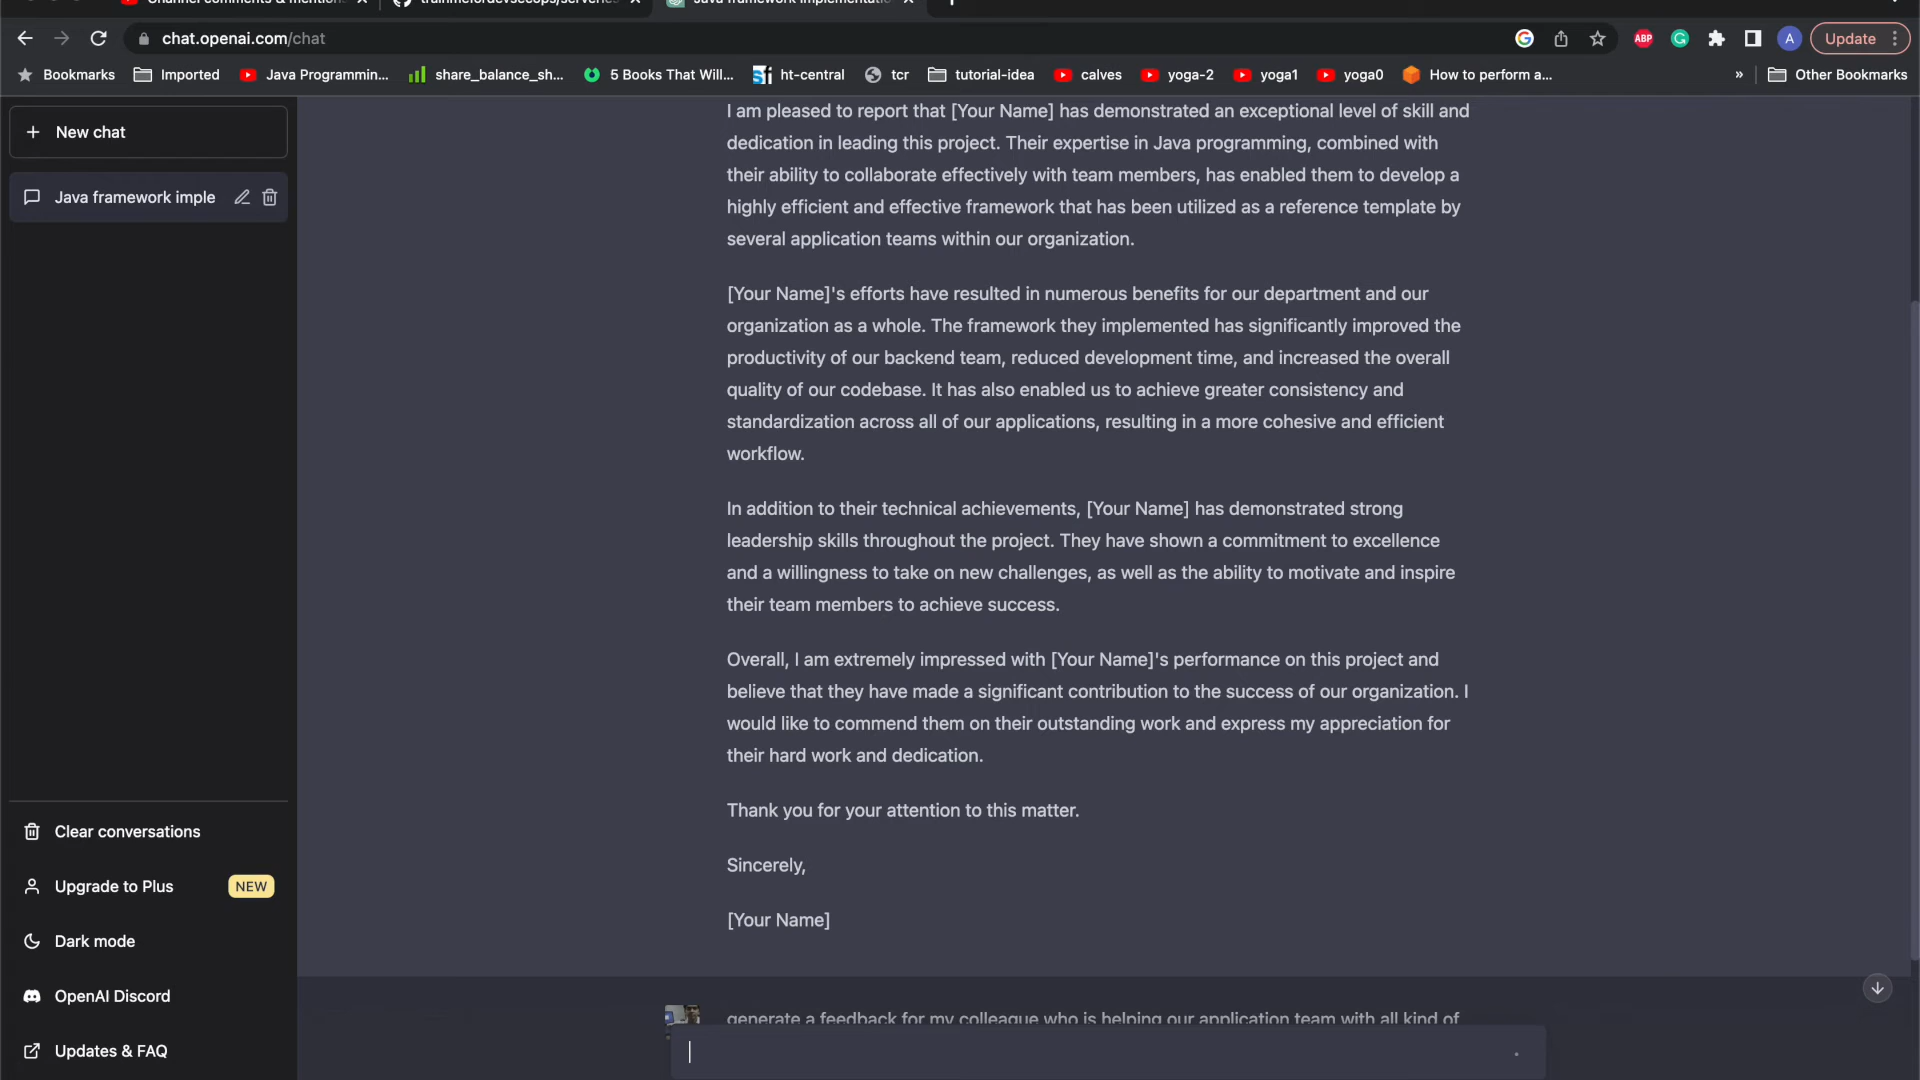 chat.openai.com/chat
ABP
A
Update
Bookmarks
Imported
Java Programmin...
share_balance_sh...
5 Books That Will...
ht-central
tcr
tutorial-idea
calves
yoga-2
yoga1
yoga0
How to perform a...
»
Other Bookmarks
New chat
Java framework imple
I am pleased to report that [Your Name] has demonstrated an exceptional level of skill and
dedication in leading this project. Their expertise in Java programming, combined with
their ability to collaborate effectively with team members, has enabled them to develop a
highly efficient and effective framework that has been utilized as a reference template by
several application teams within our organization.
[Your Name]'s efforts have resulted in numerous benefits for our department and our
organization as a whole. The framework they implemented has significantly improved the
productivity of our backend team, reduced development time, and increased the overall
quality of our codebase. It has also enabled us to achieve greater consistency and
standardization across all of our applications, resulting in a more cohesive and efficient
workflow.
In addition to their technical achievements, [Your Name] has demonstrated strong
leadership skills throughout the project. They have shown a commitment to excellence
and a willingness to take on new challenges, as well as the ability to motivate and inspire
their team members to achieve success.
Overall, I am extremely impressed with [Your Name]'s performance on this project and
believe that they have made a significant contribution to the success of our organization. I
would like to commend them on their outstanding work and express my appreciation for
their hard work and dedication.
Thank you for your attention to this matter.
Sincerely,
[Your Name]
generate a feedback for my colleague who is helping our application team with all kind of
Clear conversations
Upgrade to Plus
NEW
Dark mode
OpenAI Discord
Updates & FAQ